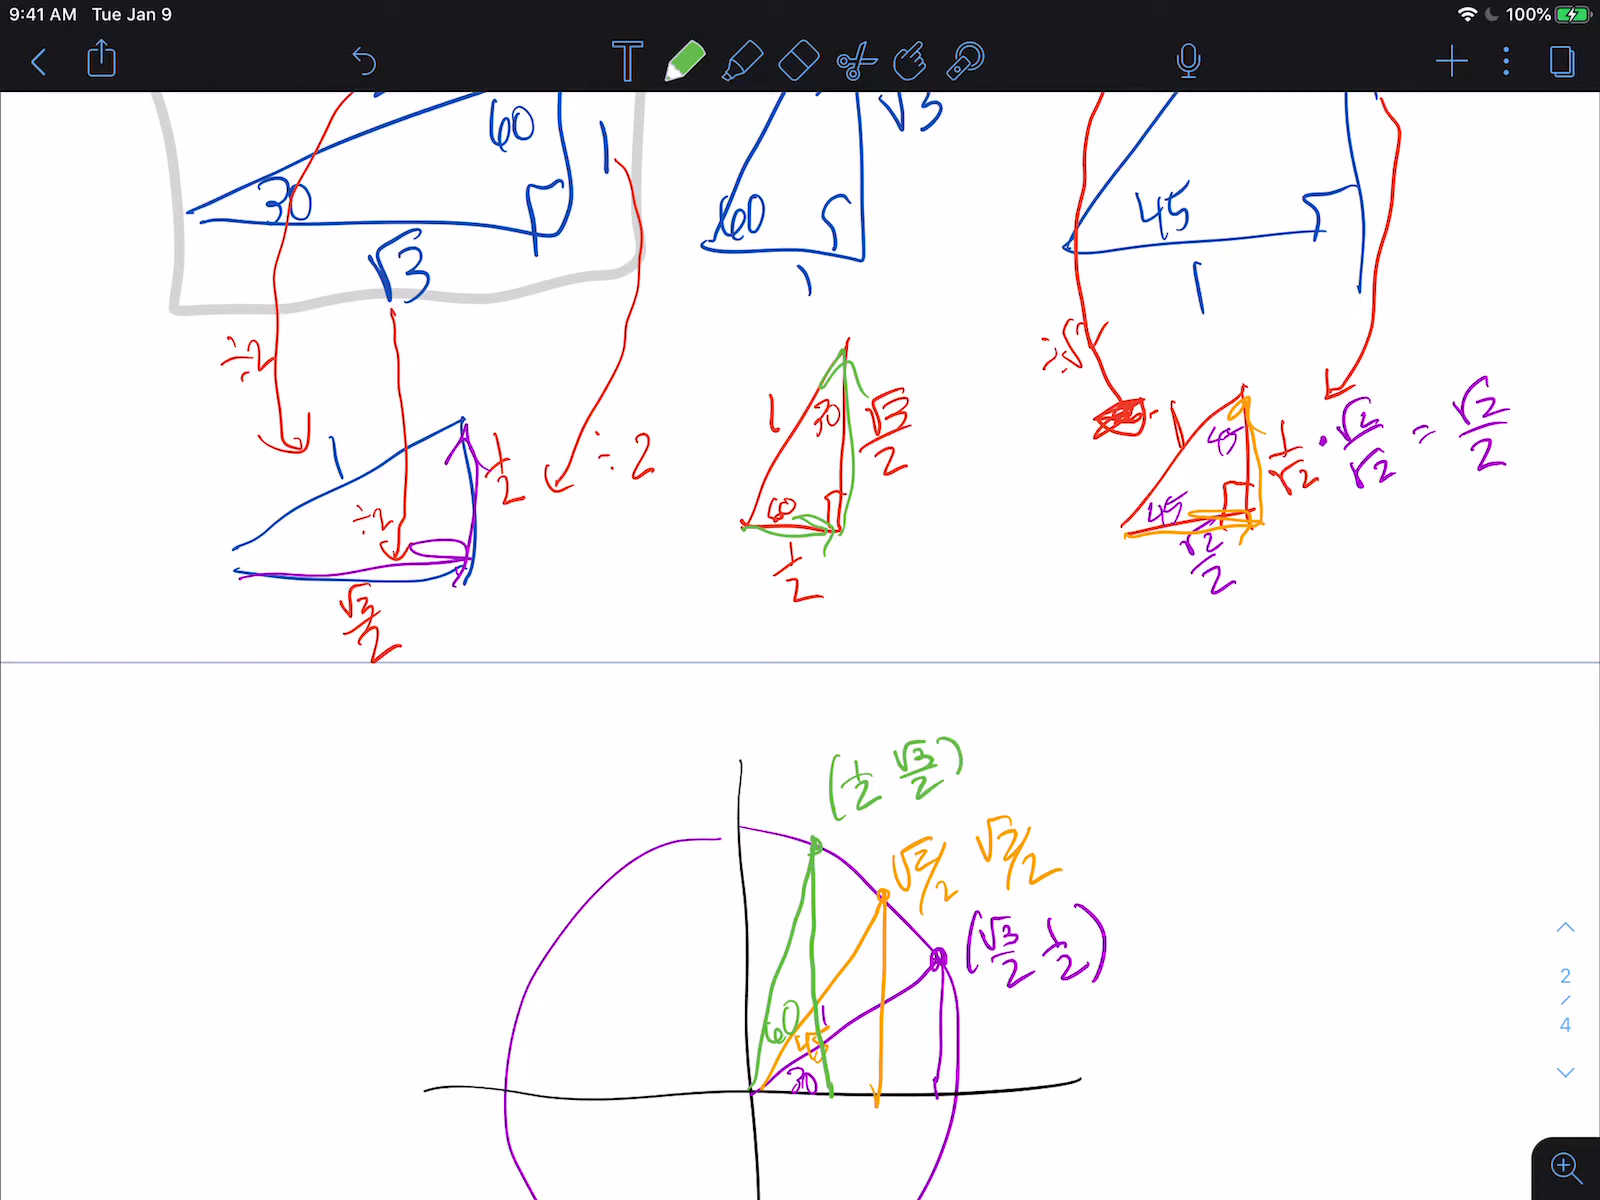 9:41 AM Tue Jan 9 100%
60 1 √3
30 60 45
√3 1 1
÷2 ÷√2
1 30 √3/2 1 45 1/√2 · √2/√2 = √2/2
1 1/2 ÷2
÷2 60 45
1/2 √2/2
√3/2
(1/2 √3/2)
√2/2 √2/2
(√3/2 1/2)
60 45 1
30
2
/
4